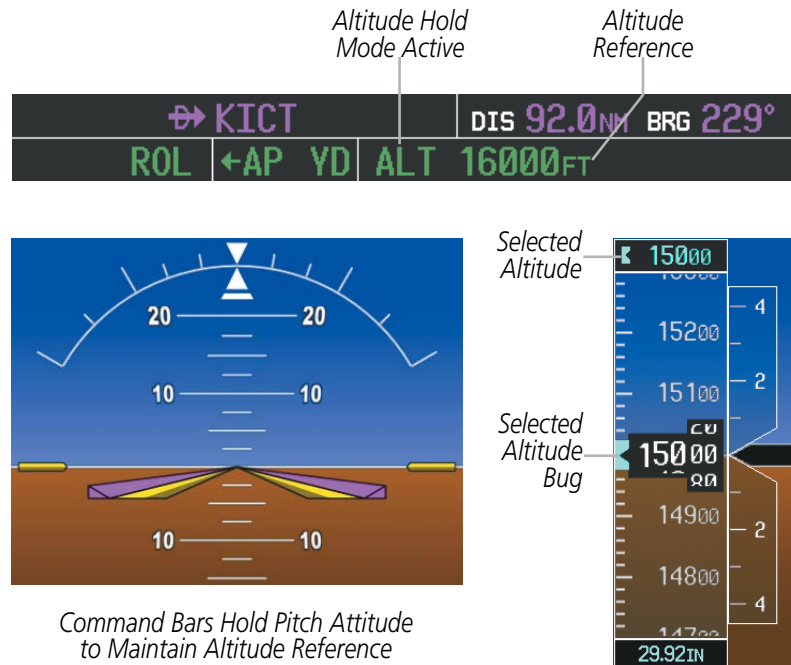 Altitude Hold
Mode Active
Altitude
Reference
KICT
DIS 92.0NM BRG 229°
ROL ←AP YD ALT 16000FT
20 20
10 10
10 10
Command Bars Hold Pitch Attitude
to Maintain Altitude Reference
Selected
Altitude
15000
4
15200
15100
2
Selected
Altitude
Bug
20
15000
80
14900
2
14800
4
29.92IN